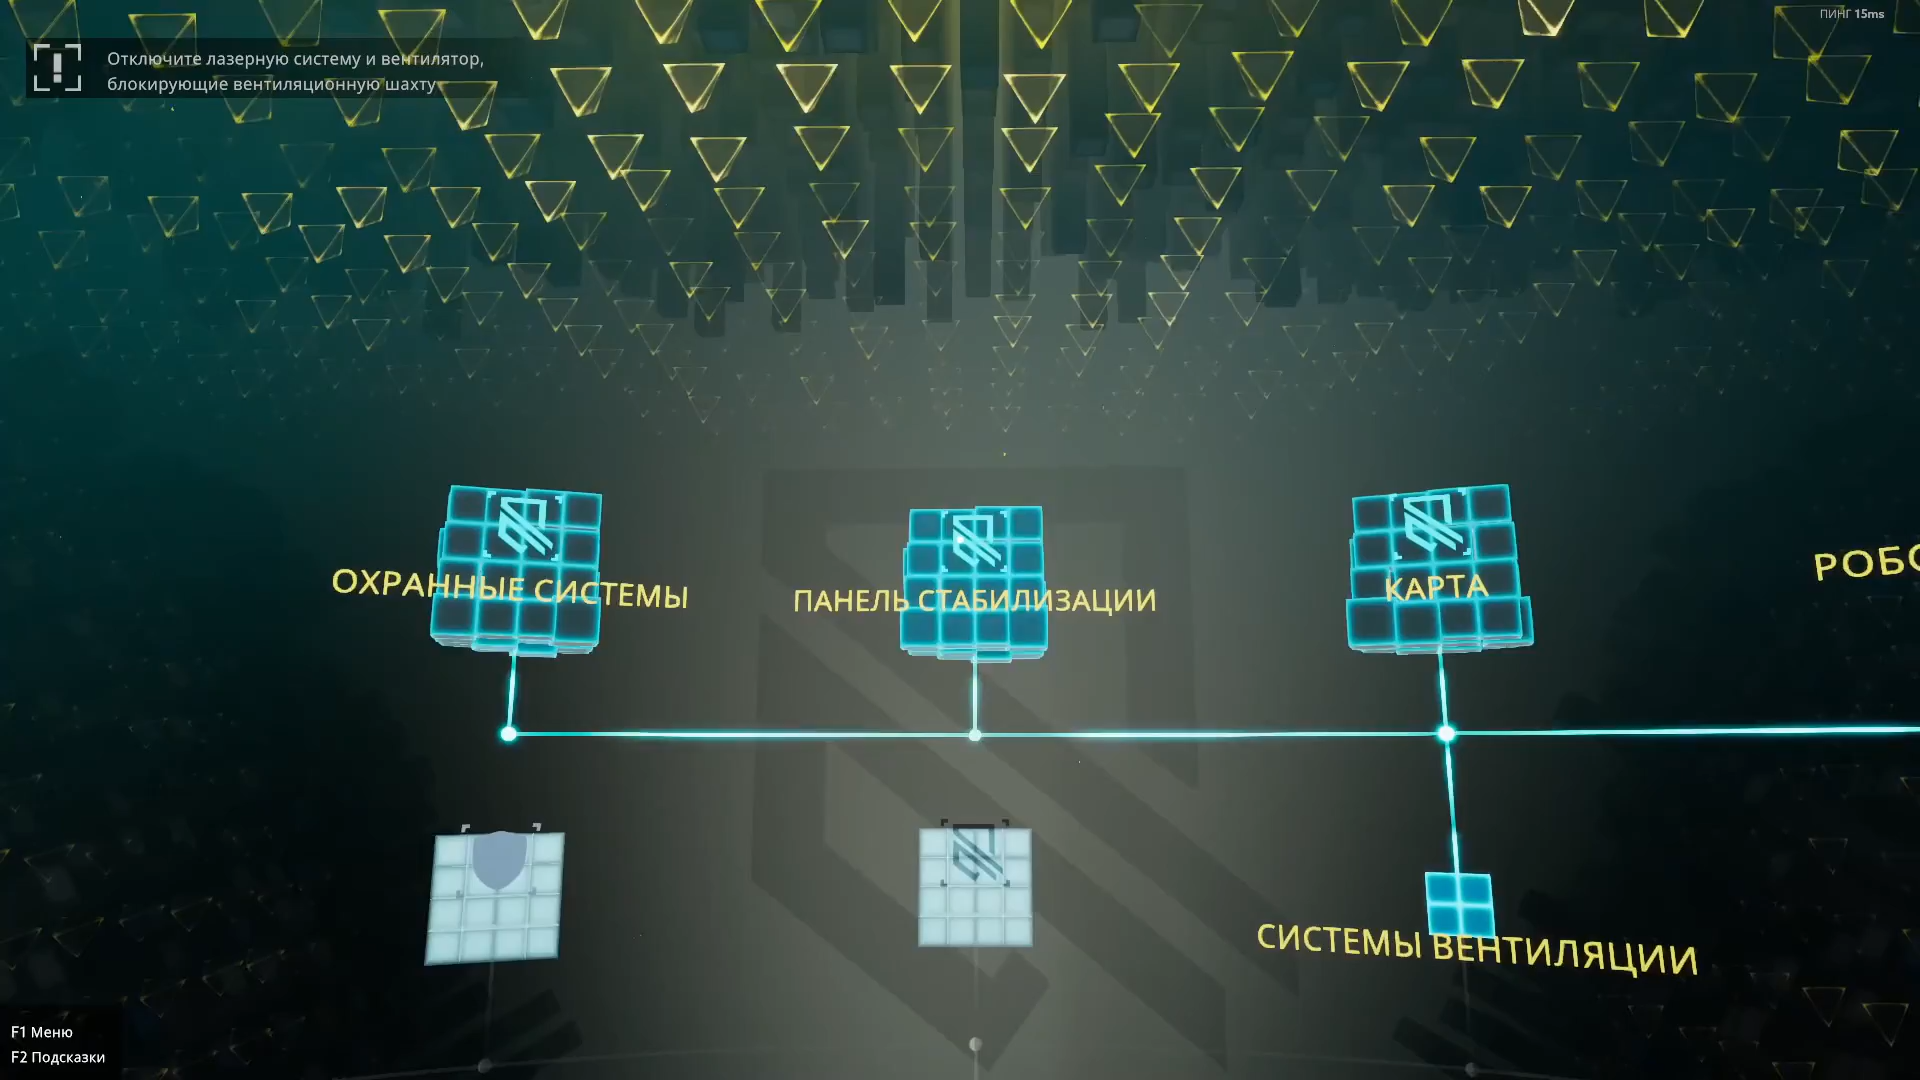 ПИНГ 15ms
Отключите лазерную систему и вентилятор,
блокирующие вентиляционную шахту
ОХРАННЫЕ СИСТЕМЫ
ПАНЕЛЬ СТАБИЛИЗАЦИИ
КАРТА
РОБО
СИСТЕМЫ ВЕНТИЛЯЦИИ
F1 Меню
F2 Подсказки